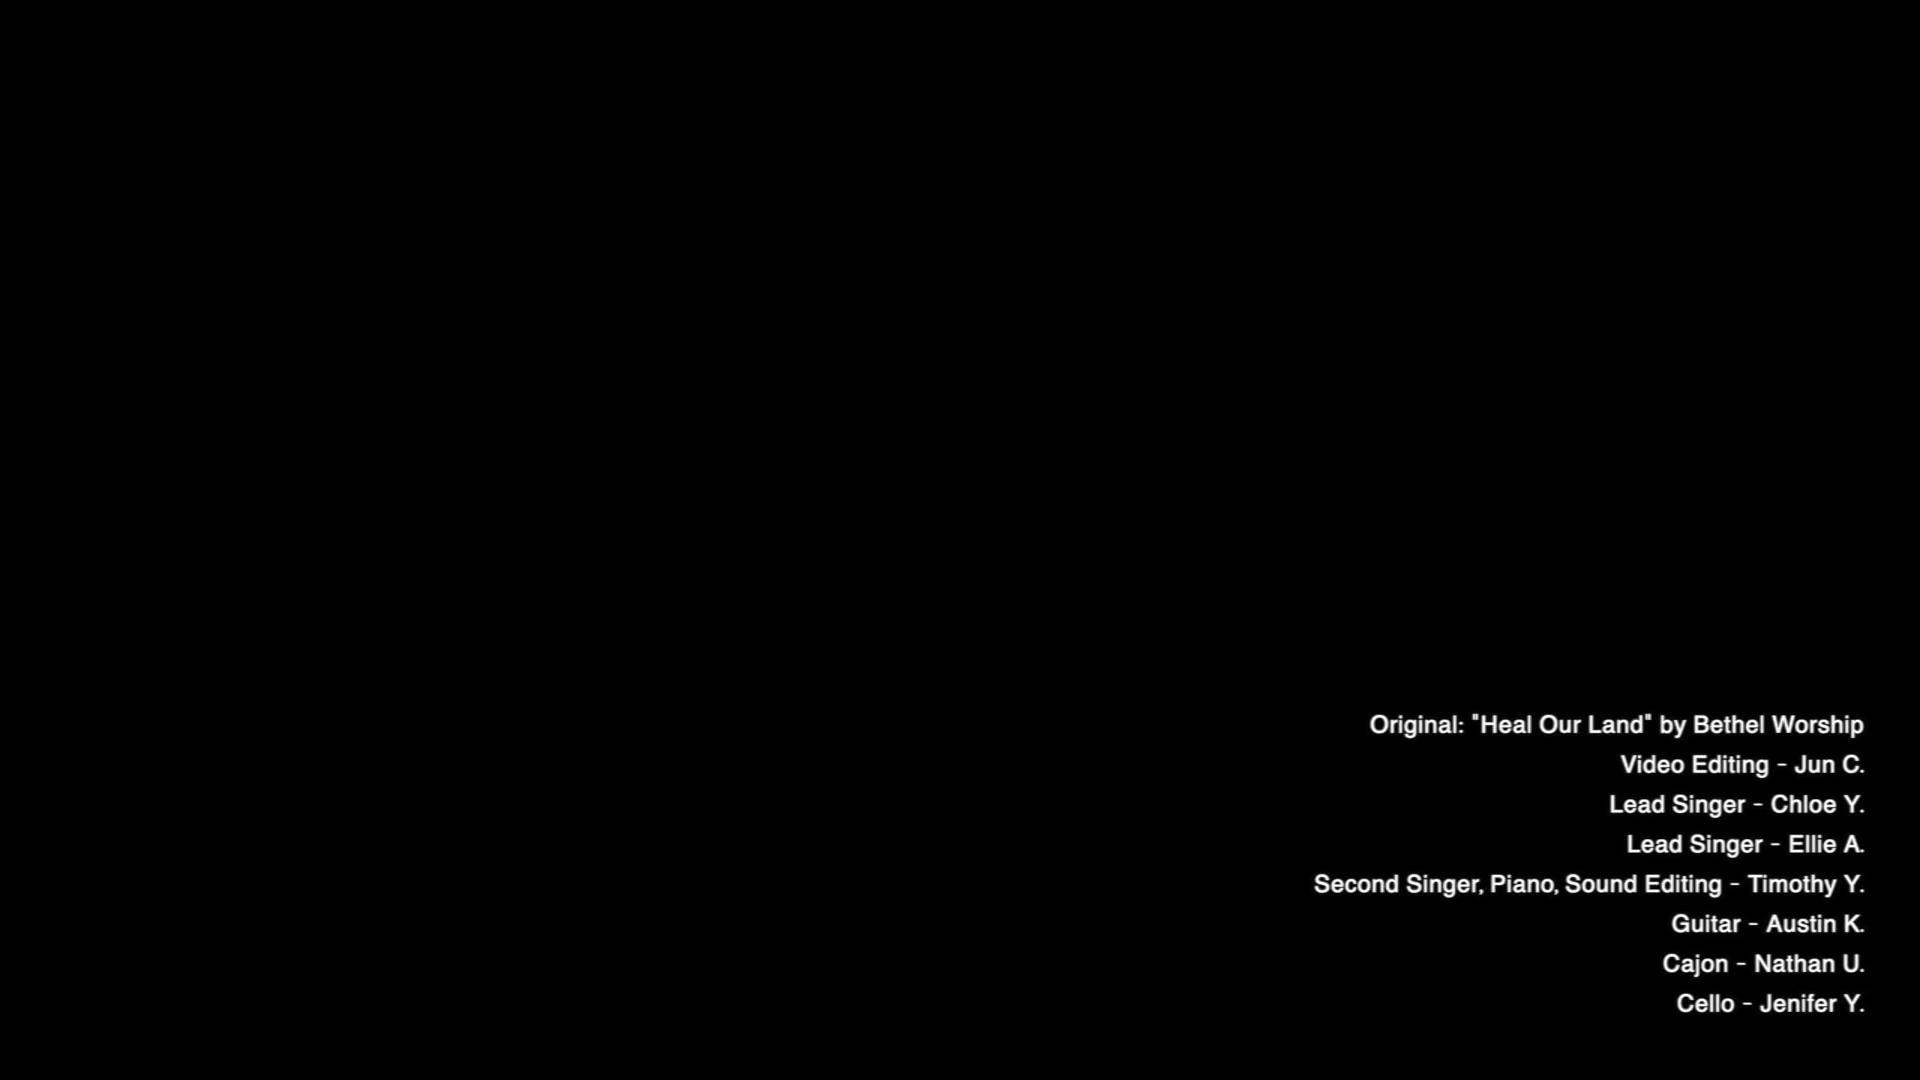 Original: "Heal Our Land" by Bethel Worship
Video Editing - Jun C.
Lead Singer - Chloe Y.
Lead Singer - Ellie A.
Second Singer, Piano, Sound Editing - Timothy Y.
Guitar - Austin K.
Cajon - Nathan U.
Cello - Jenifer Y.